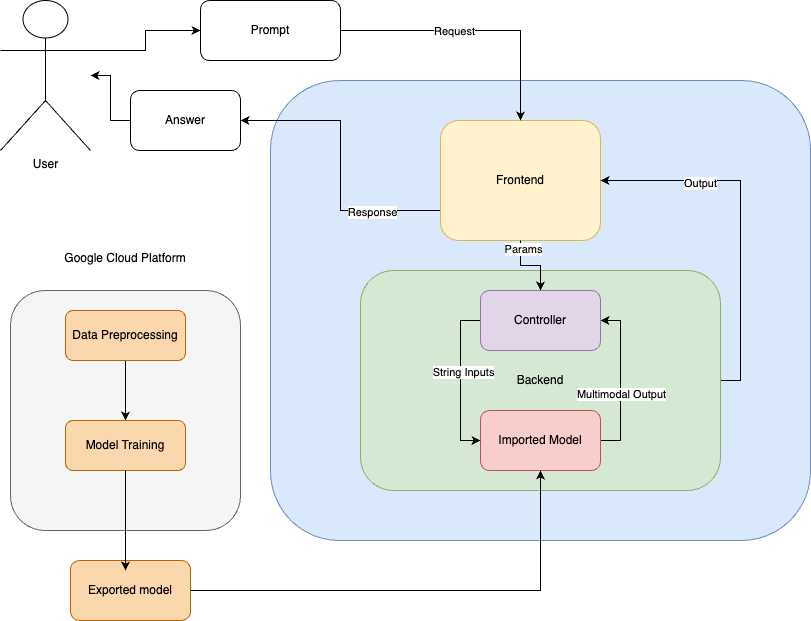 Prompt
Request
Answer
User
Frontend
Output
Response
Params
Google Cloud Platform
Controller
Data Preprocessing
String Inputs
Backend
Multimodal Output
Model Training
Imported Model
Exported model